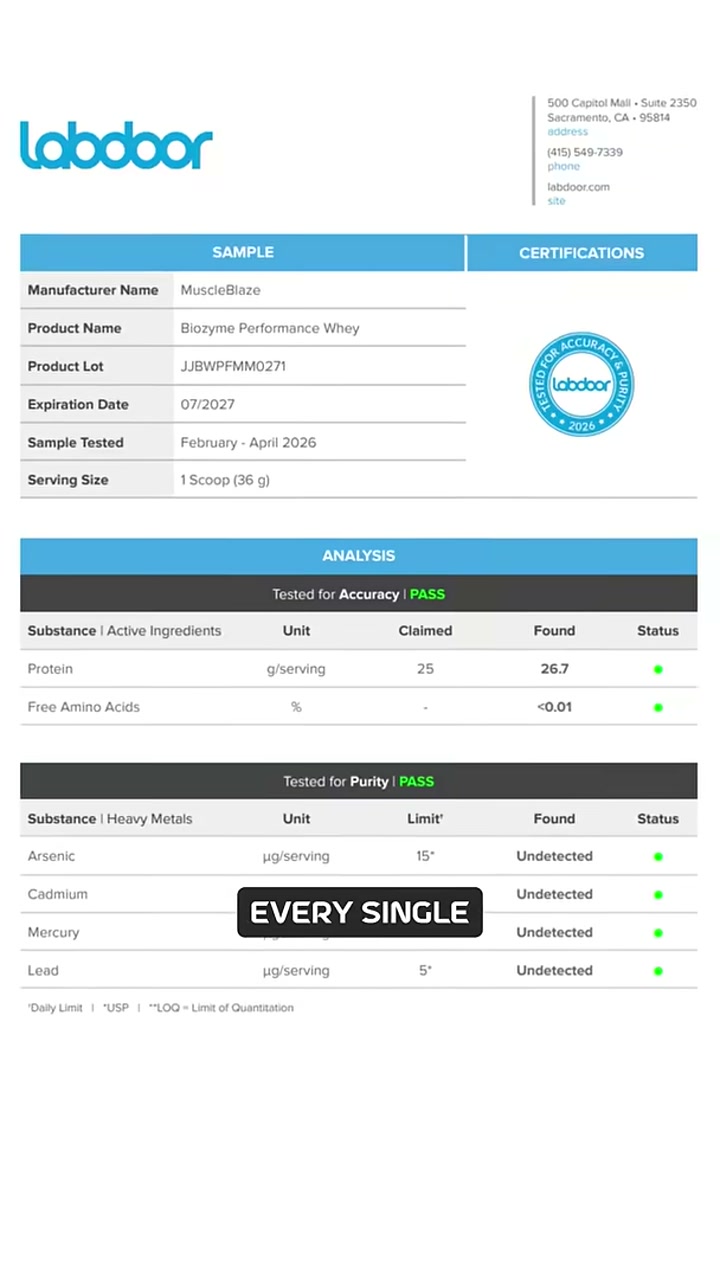 labdoor
500 Capitol Mall • Suite 2350
Sacramento, CA • 95814
address
(415) 549-7339
phone
labdoor.com
site
SAMPLE
CERTIFICATIONS
Manufacturer Name MuscleBlaze
Product Name Biozyme Performance Whey
Product Lot JJBWPFMM0271
Expiration Date 07/2027
Sample Tested February - April 2026
Serving Size 1 Scoop (36 g)
TESTED FOR ACCURACY & PURITY
labdoor
• • 2026 • •
ANALYSIS
Tested for Accuracy | PASS
Substance | Active Ingredients Unit Claimed Found Status
Protein g/serving 25 26.7
Free Amino Acids % - <0.01
Tested for Purity | PASS
Substance | Heavy Metals Unit Limit† Found Status
Arsenic µg/serving 15* Undetected
Cadmium Undetected
EVERY SINGLE
Mercury Undetected
Lead µg/serving 5* Undetected
†Daily Limit | *USP | **LOQ = Limit of Quantitation